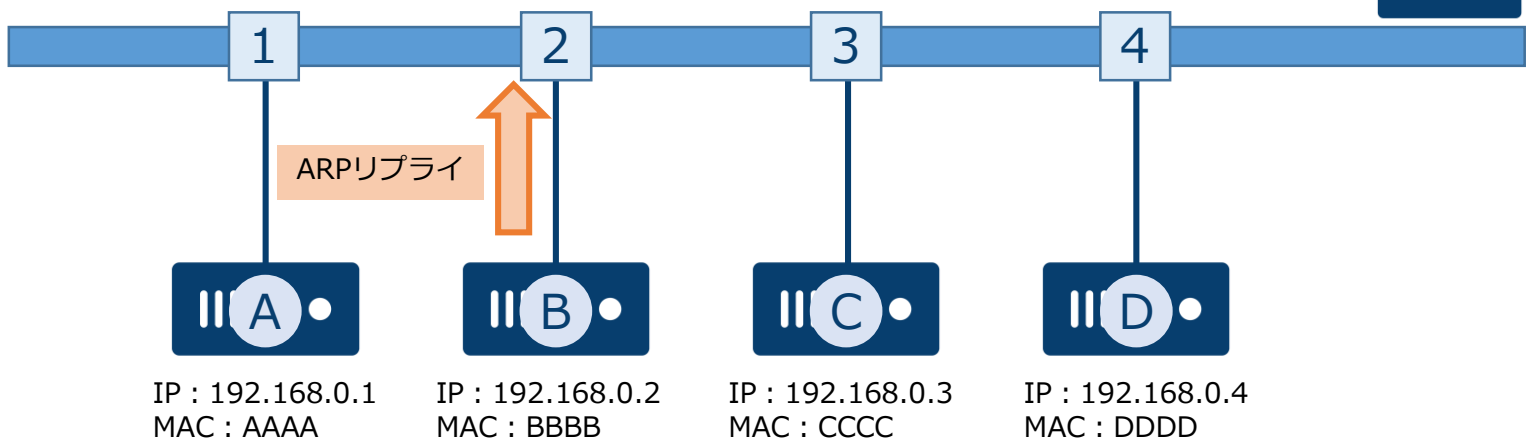 1
2
3
4
ARPリプライ
A
B
C
D
IP：192.168.0.1
MAC：AAAA
IP：192.168.0.2
MAC：BBBB
IP：192.168.0.3
MAC：CCCC
IP：192.168.0.4
MAC：DDDD